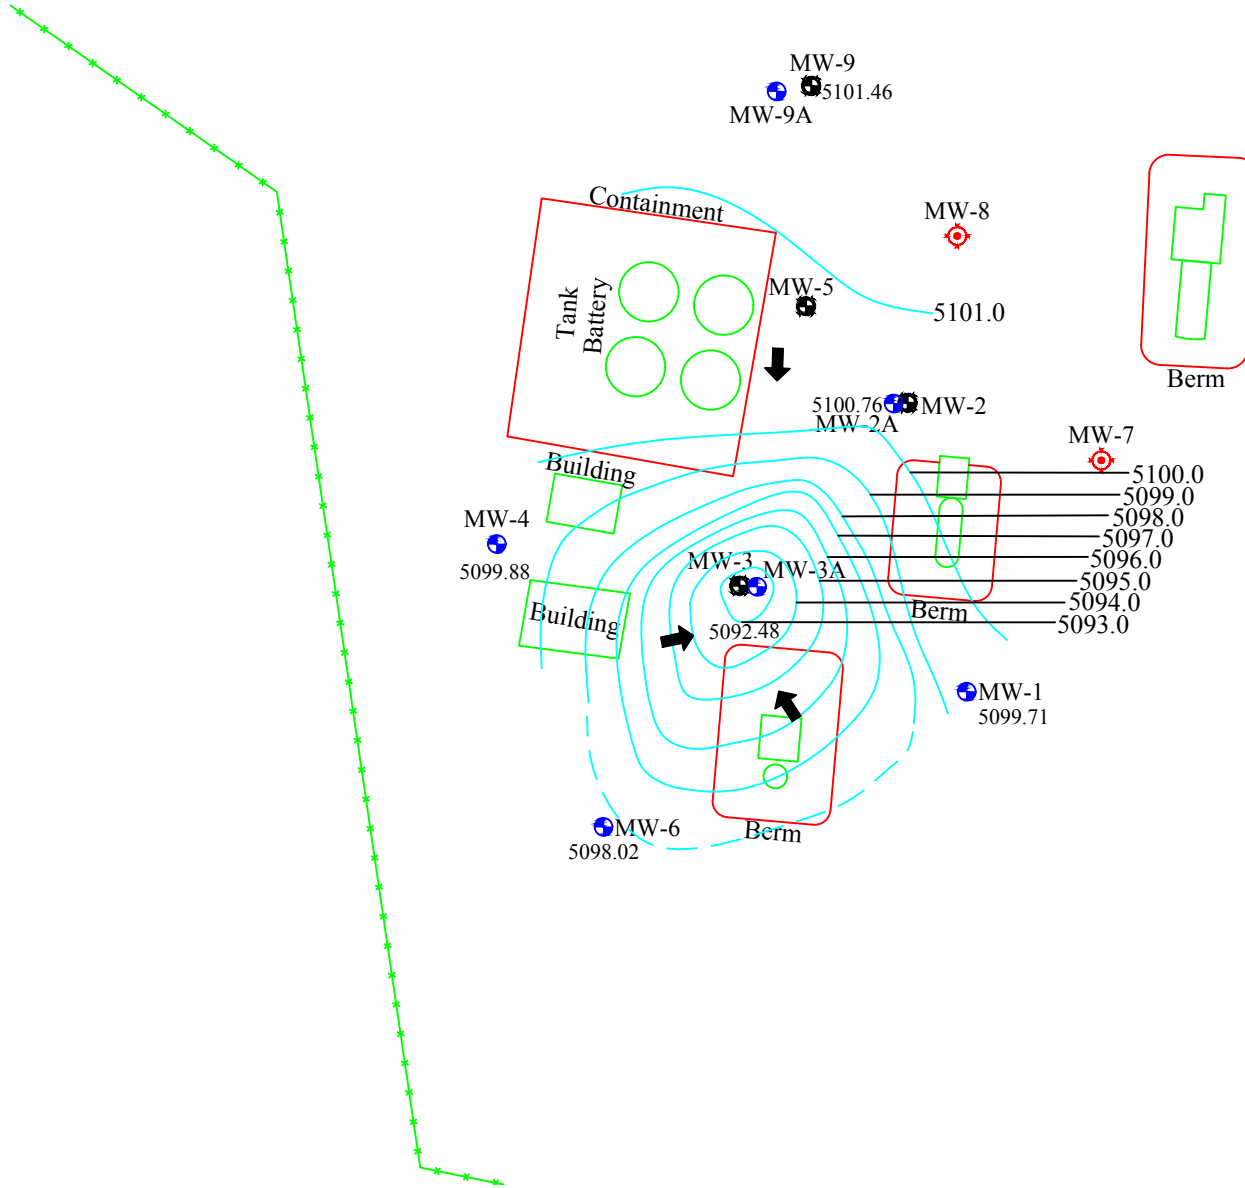 MW-9
5101.46
MW-9A
Containment
MW-8
MW-5
5101.0
Tank
Battery
Berm
5100.76
MW-2
MW-2A
MW-7
Building
5100.0
5099.0
MW-4
5098.0
5097.0
5096.0
MW-3
MW-3A
5099.88
5095.0
5094.0
Building
Berm
5093.0
5092.48
MW-1
5099.71
MW-6
Berm
5098.02